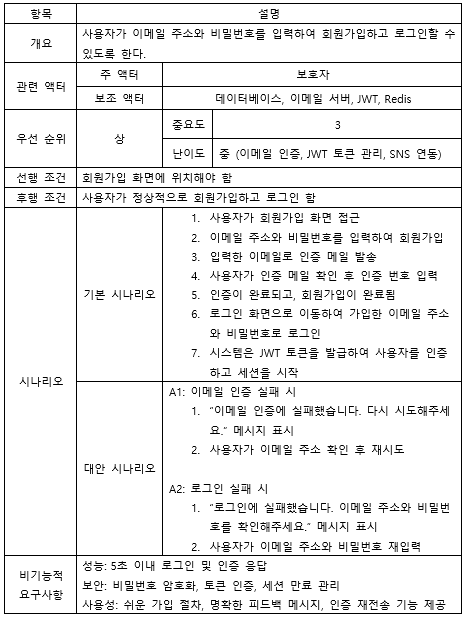 항목 설명
개요 사용자가 이메일 주소와 비밀번호를 입력하여 회원가입하고 로그인할 수
있도록 한다.
관련 액터 주 액터 보호자
보조 액터 데이터베이스, 이메일 서버, JWT, Redis
우선 순위 상 중요도 3
난이도 중 (이메일 인증, JWT 토큰 관리, SNS 연동)
선행 조건 회원가입 화면에 위치해야 함
후행 조건 사용자가 정상적으로 회원가입하고 로그인 함
시나리오
기본 시나리오
1. 사용자가 회원가입 화면 접근
2. 이메일 주소와 비밀번호를 입력하여 회원가입
3. 입력한 이메일로 인증 메일 발송
4. 사용자가 인증 메일 확인 후 인증 번호 입력
5. 인증이 완료되고, 회원가입이 완료됨
6. 로그인 화면으로 이동하여 가입한 이메일 주소
와 비밀번호로 로그인
7. 시스템은 JWT 토큰을 발급하여 사용자를 인증
하고 세션을 시작
대안 시나리오
A1: 이메일 인증 실패 시
1. “이메일 인증에 실패했습니다. 다시 시도해주세
요.” 메시지 표시
2. 사용자가 이메일 주소 확인 후 재시도
A2: 로그인 실패 시
1. “로그인에 실패했습니다. 이메일 주소와 비밀번
호를 확인해주세요.” 메시지 표시
2. 사용자가 이메일 주소와 비밀번호 재입력
비기능적
요구사항
성능: 5초 이내 로그인 및 인증 응답
보안: 비밀번호 암호화, 토큰 인증, 세션 만료 관리
사용성: 쉬운 가입 절차, 명확한 피드백 메시지, 인증 재전송 기능 제공